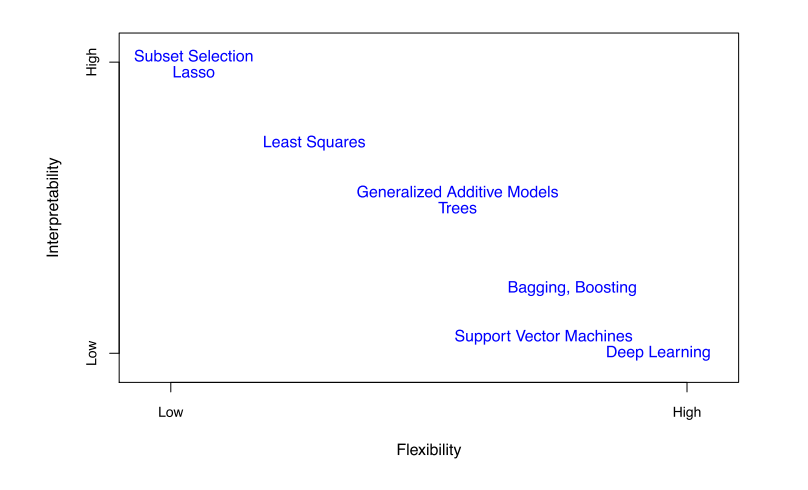 High
Subset Selection
Lasso
Least Squares
Generalized Additive Models
Trees
Interpretability
Bagging, Boosting
Support Vector Machines
Low
Deep Learning
Low
High
Flexibility